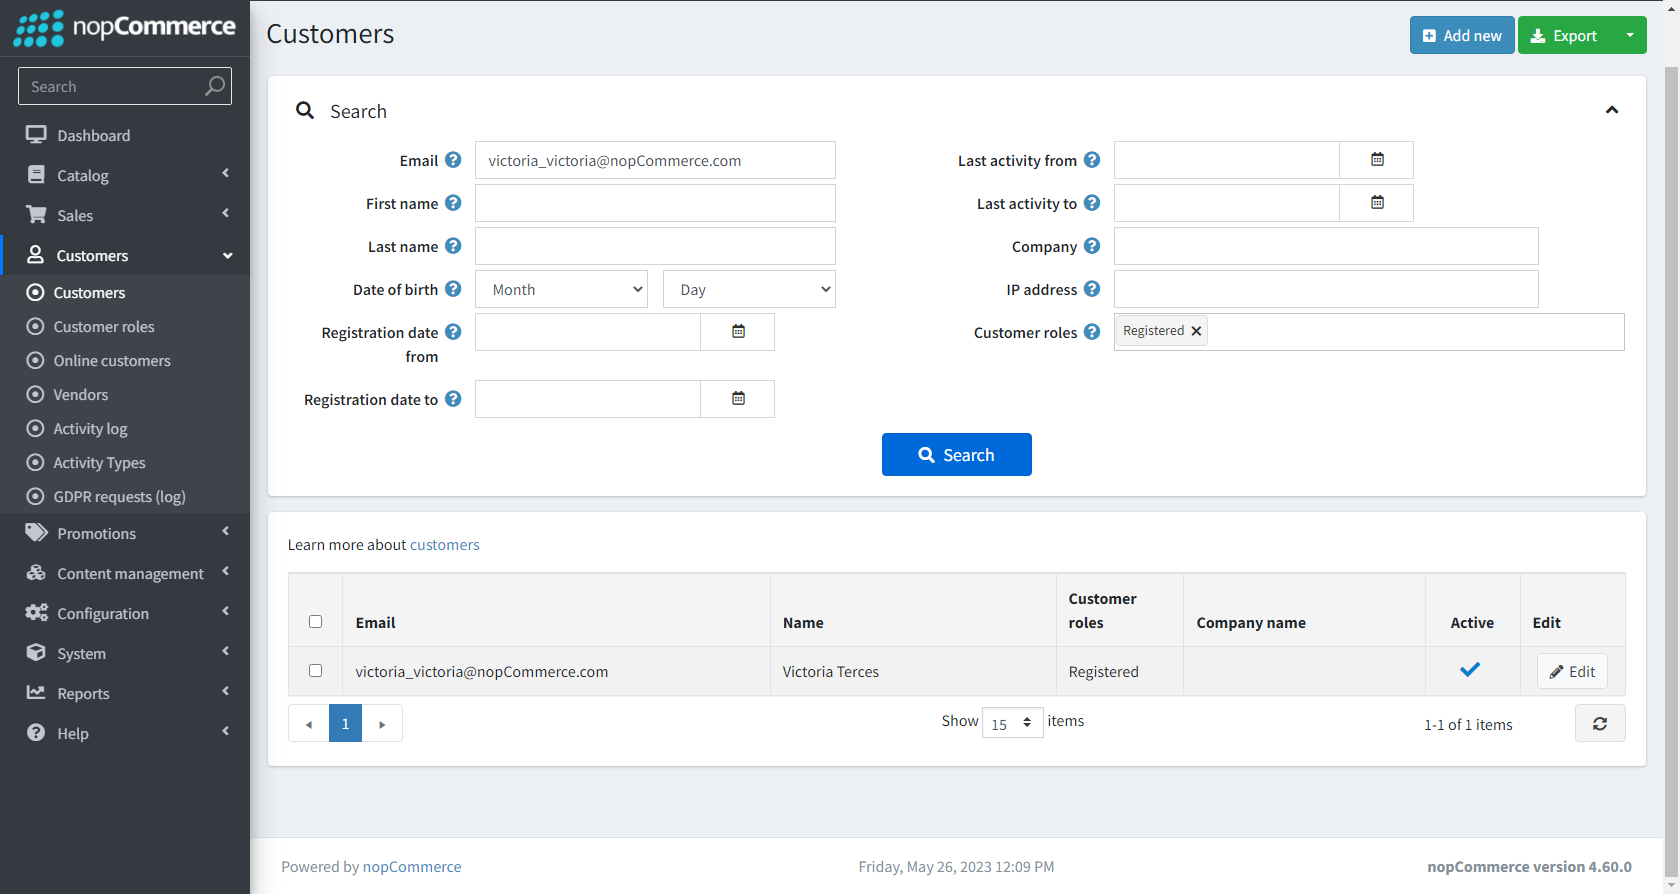 nopCommerce
Search
Dashboard
Catalog
Sales
Customers
Customers
Customer roles
Online customers
Vendors
Activity log
Activity Types
GDPR requests (log)
Promotions
Content management
Configuration
System
Reports
Help
Customers
Add new
Export
Search
Email victoria_victoria@nopCommerce.com
First name
Last name
Date of birth Month Day
Registration date
from
Registration date to
Last activity from
Last activity to
Company
IP address
Customer roles Registered
Search
Learn more about customers
Email Name Customer roles Company name Active Edit
victoria_victoria@nopCommerce.com Victoria Terces Registered Edit
1
Show 15 items
1-1 of 1 items
Powered by nopCommerce
Friday, May 26, 2023 12:09 PM
nopCommerce version 4.60.0